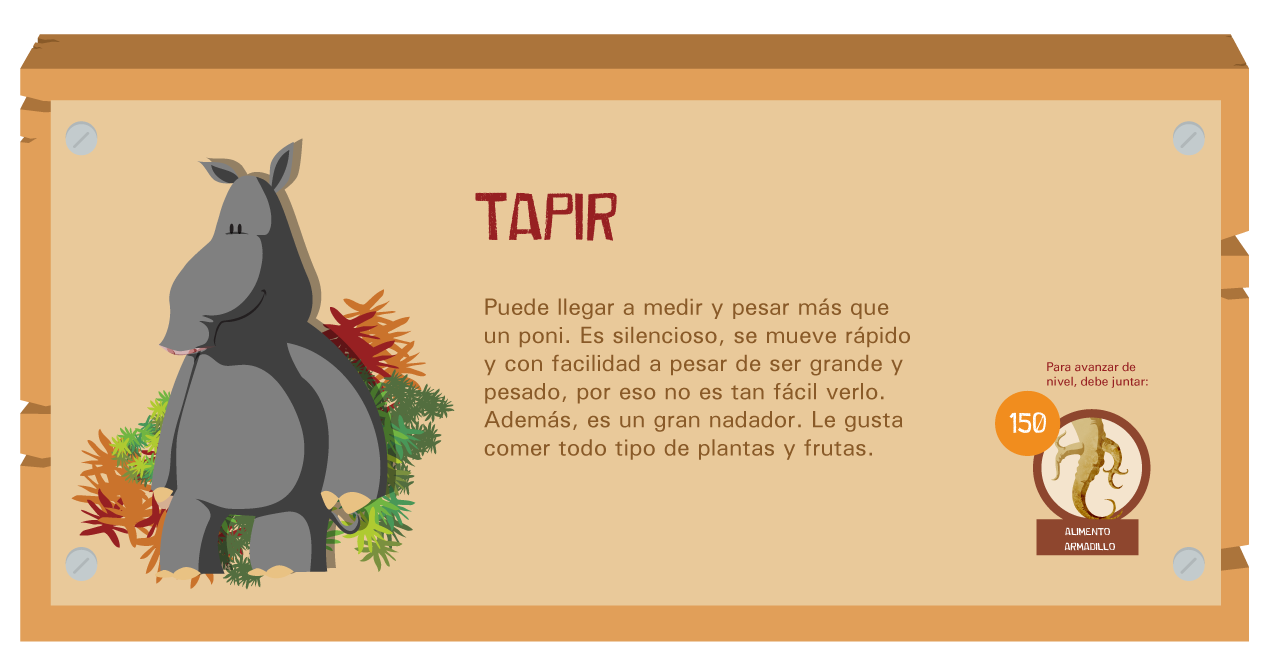 TAPIR
Puede llegar a medir y pesar más que
un poni. Es silencioso, se mueve rápido
y con facilidad a pesar de ser grande y
pesado, por eso no es tan fácil verlo.
Además, es un gran nadador. Le gusta
comer todo tipo de plantas y frutas.
Para avanzar de
nivel, debe juntar:
150
ALIMENTO
ARMADILLO